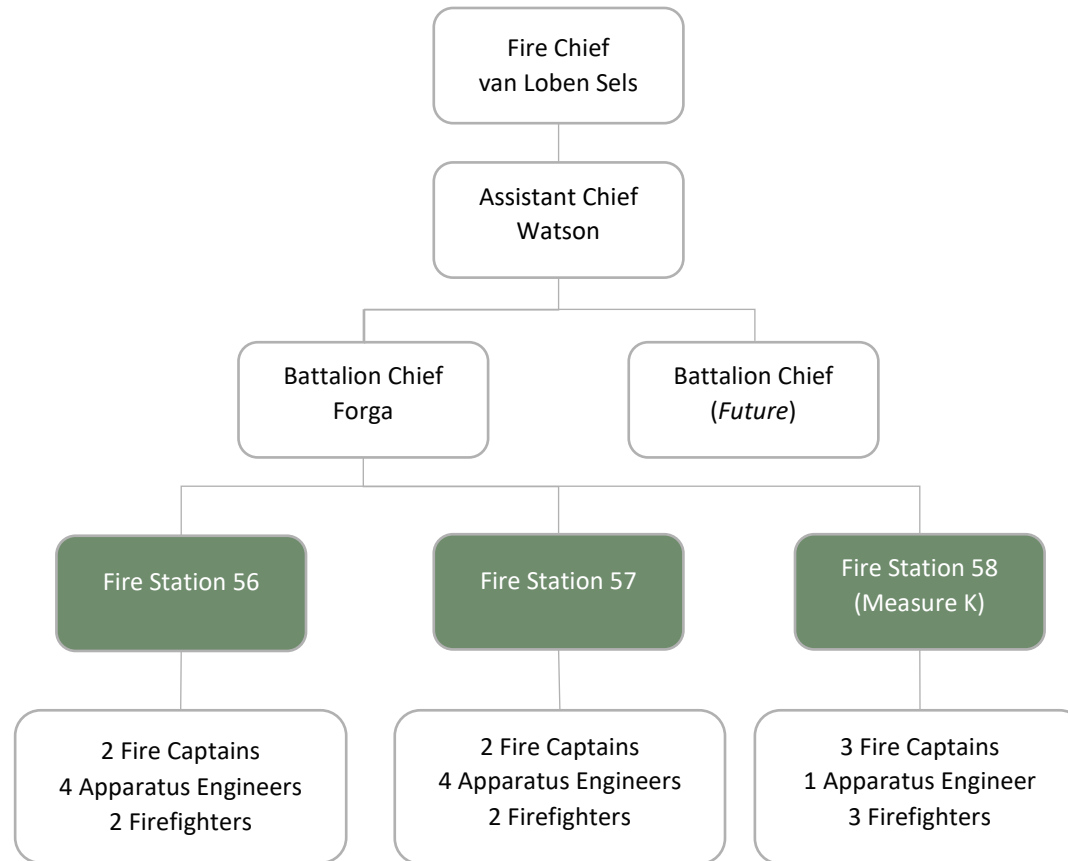 Fire Chief
van Loben Sels
Assistant Chief
Watson
Battalion Chief
Forga
Battalion Chief
(Future)
Fire Station 56
Fire Station 57
Fire Station 58
(Measure K)
2 Fire Captains
4 Apparatus Engineers
2 Firefighters
2 Fire Captains
4 Apparatus Engineers
2 Firefighters
3 Fire Captains
1 Apparatus Engineer
3 Firefighters